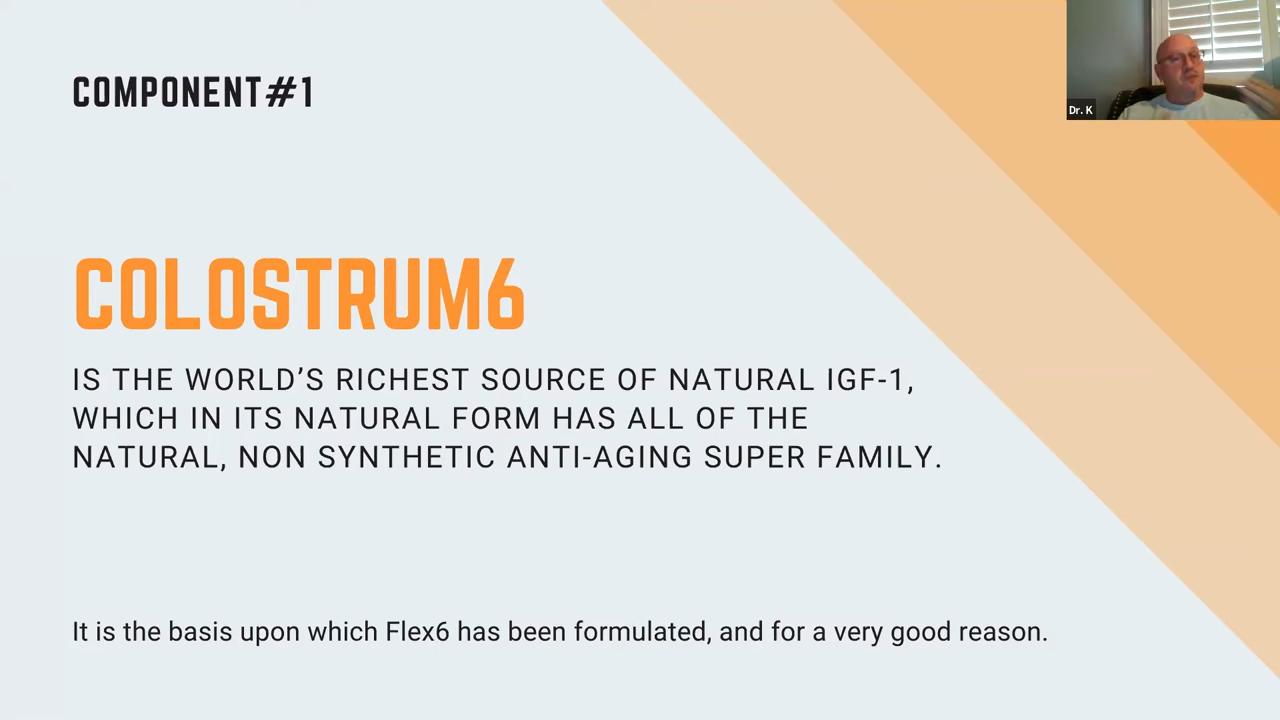 COMPONENT#1
Dr. K
COLOSTRUM6
IS THE WORLD’S RICHEST SOURCE OF NATURAL IGF-1,
WHICH IN ITS NATURAL FORM HAS ALL OF THE
NATURAL, NON SYNTHETIC ANTI-AGING SUPER FAMILY.
It is the basis upon which Flex6 has been formulated, and for a very good reason.